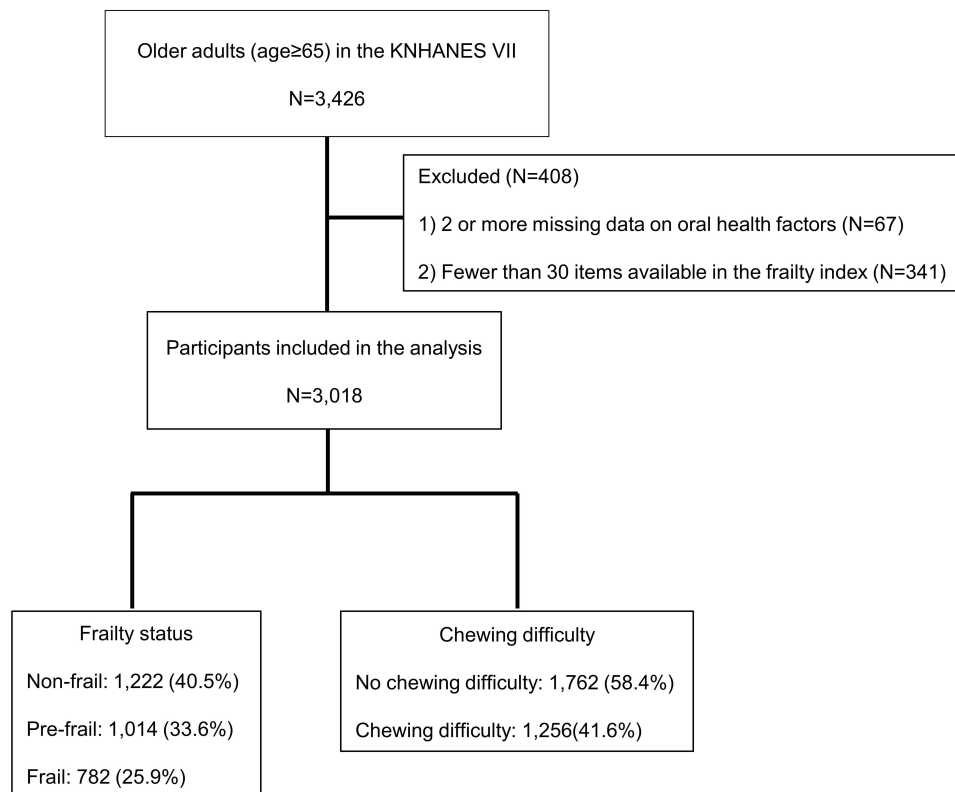 Older adults (age≥65) in the KNHANES VII
N=3,426
Excluded (N=408)
1) 2 or more missing data on oral health factors (N=67)
2) Fewer than 30 items available in the frailty index (N=341)
Participants included in the analysis
N=3,018
Frailty status
Non-frail: 1,222 (40.5%)
Pre-frail: 1,014 (33.6%)
Frail: 782 (25.9%)
Chewing difficulty
No chewing difficulty: 1,762 (58.4%)
Chewing difficulty: 1,256(41.6%)